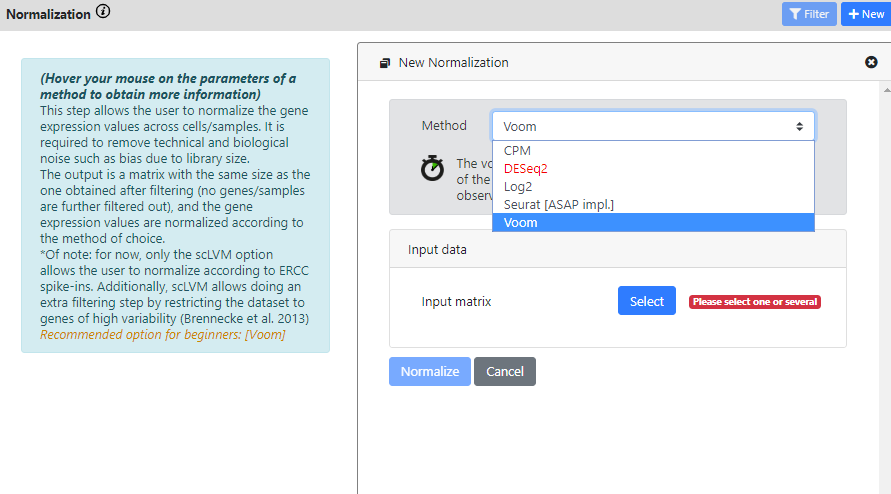 Normalization
Filter
+ New
(Hover your mouse on the parameters of a
method to obtain more information)
This step allows the user to normalize the gene
expression values across cells/samples. It is
required to remove technical and biological
noise such as bias due to library size.
The output is a matrix with the same size as the
one obtained after filtering (no genes/samples
are further filtered out), and the gene
expression values are normalized according to
the method of choice.
*Of note: for now, only the scLVM option
allows the user to normalize according to ERCC
spike-ins. Additionally, scLVM allows doing an
extra filtering step by restricting the dataset to
genes of high variability (Brennecke et al. 2013)
Recommended option for beginners: [Voom]
New Normalization
Method
Voom
CPM
DESeq2
Log2
Seurat [ASAP impl.]
Voom
The
of the
Input data
Input matrix
Select
Please select one or several
Normalize
Cancel